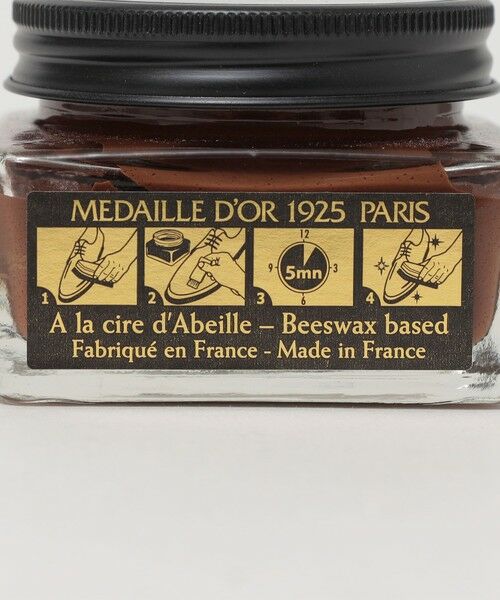 MEDAILLE D'OR 1925 PARIS
1 2 3 4
12
9 5mn 3
6
A la cire d'Abeille – Beeswax based
Fabriqué en France - Made in France